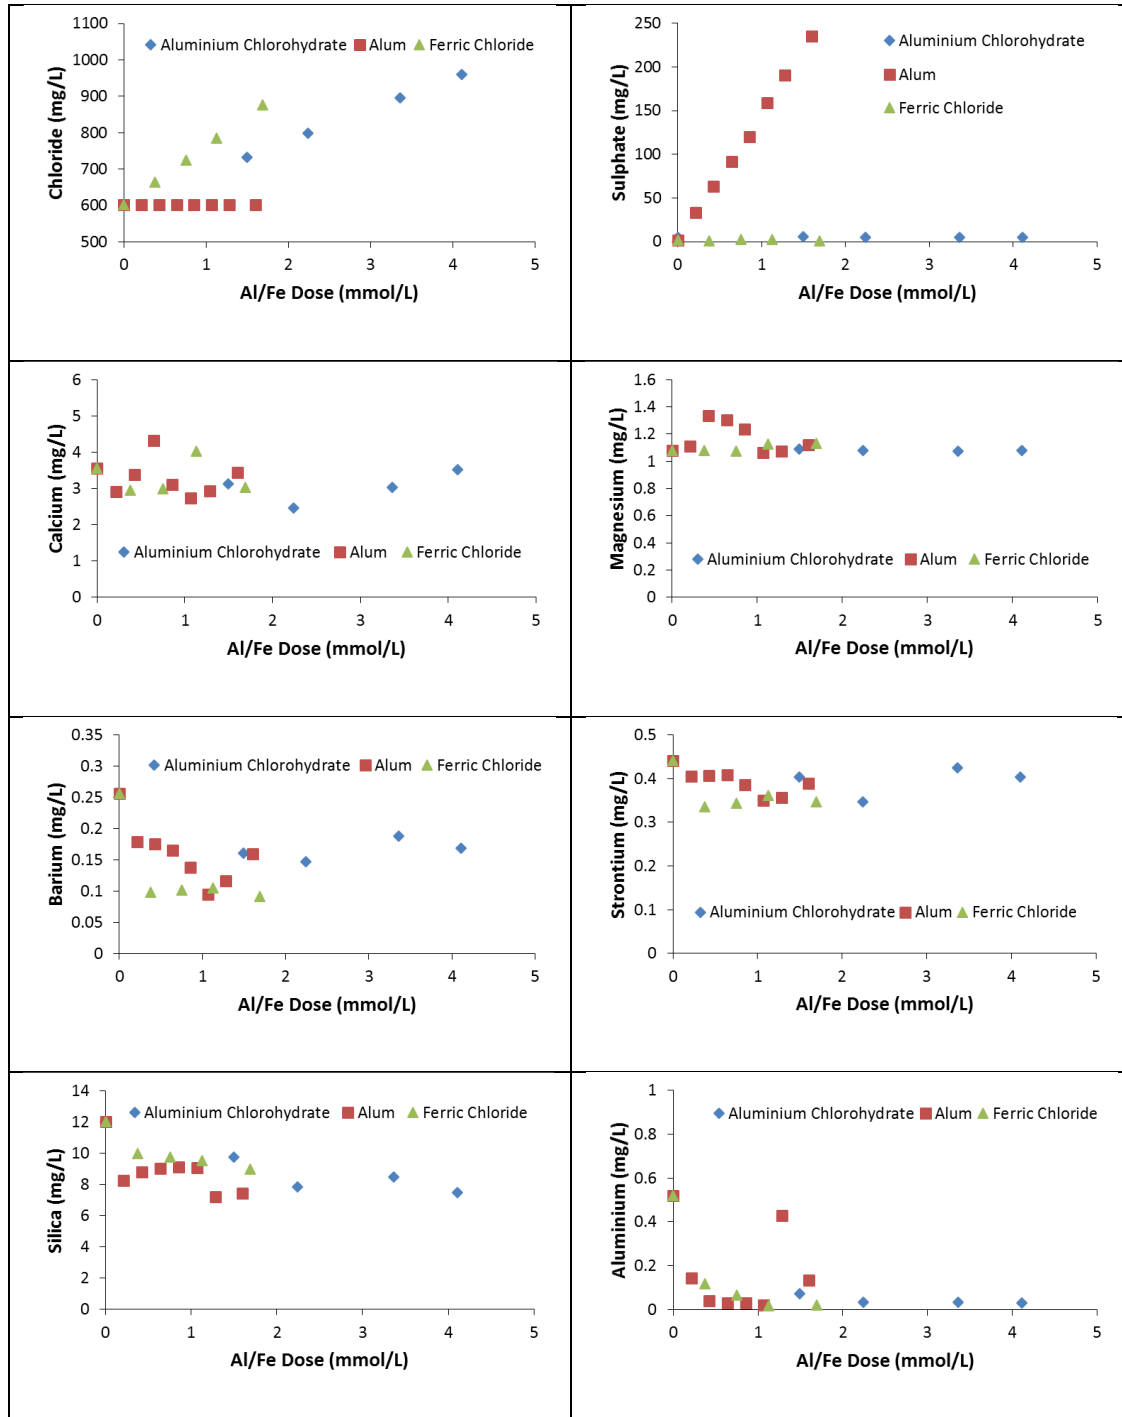 1100
1000
900
800
700
600
500
Chloride (mg/L)
Aluminium Chlorohydrate Alum Ferric Chloride
0 1 2 3 4 5
Al/Fe Dose (mmol/L)
250
200
150
100
50
0
Sulphate (mg/L)
Aluminium Chlorohydrate
Alum
Ferric Chloride
0 1 2 3 4 5
Al/Fe Dose (mmol/L)
6
5
4
3
2
1
0
Calcium (mg/L)
Aluminium Chlorohydrate Alum Ferric Chloride
0 1 2 3 4 5
Al/Fe Dose (mmol/L)
1.6
1.4
1.2
1
0.8
0.6
0.4
0.2
0
Magnesium (mg/L)
Aluminium Chlorohydrate Alum Ferric Chloride
0 1 2 3 4 5
Al/Fe Dose (mmol/L)
0.35
0.3
0.25
0.2
0.15
0.1
0.05
0
Barium (mg/L)
Aluminium Chlorohydrate Alum Ferric Chloride
0 1 2 3 4 5
Al/Fe Dose (mmol/L)
0.5
0.4
0.3
0.2
0.1
0
Strontium (mg/L)
Aluminium Chlorohydrate Alum Ferric Chloride
0 1 2 3 4 5
Al/Fe Dose (mmol/L)
14
12
10
8
6
4
2
0
Silica (mg/L)
Aluminium Chlorohydrate Alum Ferric Chloride
0 1 2 3 4 5
Al/Fe Dose (mmol/L)
1
0.8
0.6
0.4
0.2
0
Aluminium (mg/L)
Aluminium Chlorohydrate Alum Ferric Chloride
0 1 2 3 4 5
Al/Fe Dose (mmol/L)